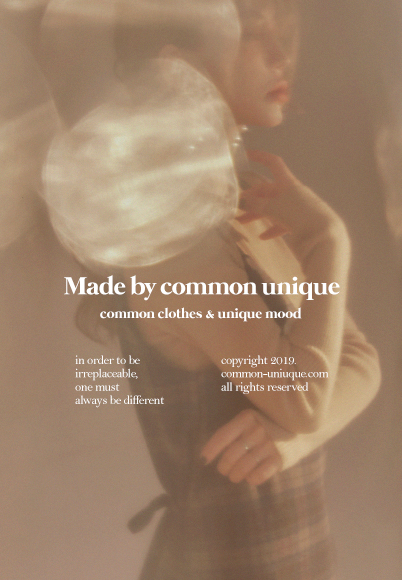 Made by common unique
common clothes & unique mood
in order to be
irreplaceable,
one must
always be different
copyright 2019.
common-uniuque.com
all rights reserved